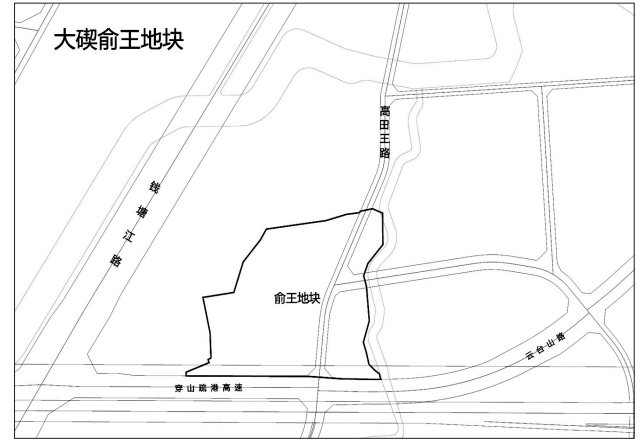 大碶俞王地块
高田王路
钱塘江路
俞王地块
云台山路
穿山疏港高速